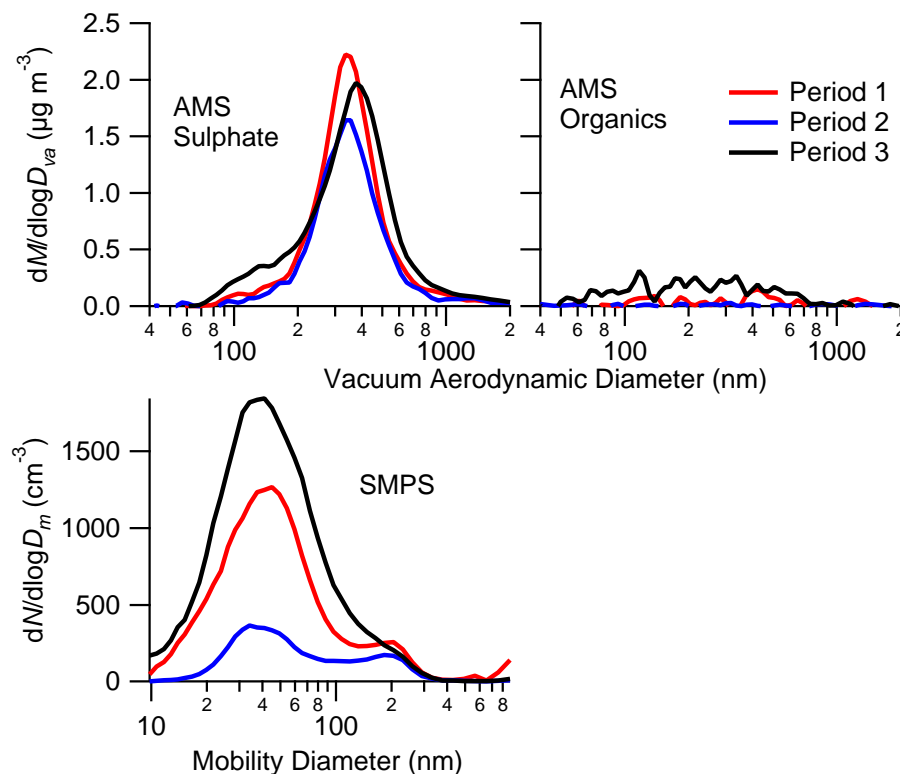 2.5
2.0
1.5
1.0
0.5
0.0
dM/dlogDva (µg m-3)
AMS
Sulphate
AMS
Organics
Period 1
Period 2
Period 3
4 6 8 2 4 6 8 2
100 1000
4 6 8 2 4 6 8 2
100 1000
Vacuum Aerodynamic Diameter (nm)
1500
1000
500
0
dN/dlogDm (cm-3)
SMPS
2 4 6 8 2 4 6 8
10 100
Mobility Diameter (nm)